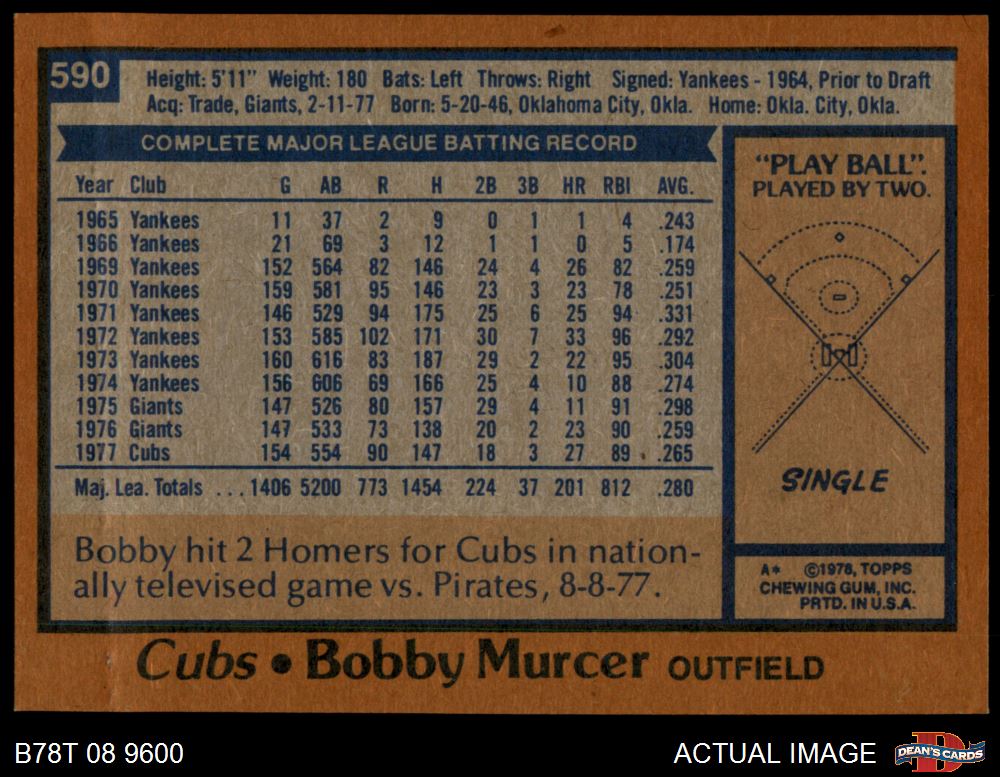 590
Height: 5'11" Weight: 180 Bats: Left Throws: Right Signed: Yankees - 1964, Prior to Draft
Acq: Trade, Giants, 2-11-77 Born: 5-20-46, Oklahoma City, Okla. Home: Okla. City, Okla.
COMPLETE MAJOR LEAGUE BATTING RECORD
Year Club G AB R H 2B 3B HR RBI AVG.
1965 Yankees 11 37 2 9 0 1 1 4 .243
1966 Yankees 21 69 3 12 1 1 0 5 .174
1969 Yankees 152 564 82 146 24 4 26 82 .259
1970 Yankees 159 581 95 146 23 3 23 78 .251
1971 Yankees 146 529 94 175 25 6 25 94 .331
1972 Yankees 153 585 102 171 30 7 33 96 .292
1973 Yankees 160 616 83 187 29 2 22 95 .304
1974 Yankees 156 606 69 166 25 4 10 88 .274
1975 Giants 147 526 80 157 29 4 11 91 .298
1976 Giants 147 533 73 138 20 2 23 90 .259
1977 Cubs 154 554 90 147 18 3 27 89 .265
Maj. Lea. Totals ...1406 5200 773 1454 224 37 201 812 .280
Bobby hit 2 Homers for Cubs in nation-
ally televised game vs. Pirates, 8-8-77.
"PLAY BALL".
PLAYED BY TWO.
SINGLE
A* ©1978, TOPPS
CHEWING GUM, INC.
PRTD. IN U.S.A.
Cubs • Bobby Murcer OUTFIELD
B78T 08 9600
ACTUAL IMAGE
DEAN'S CARDS